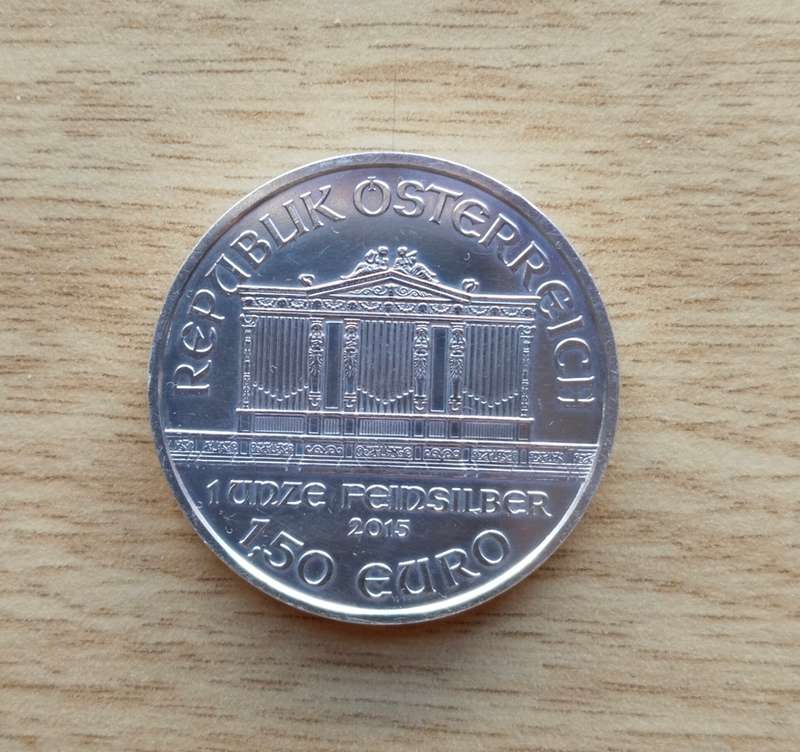 REPUBLIK ÖSTERREICH
1 UNZE FEINSILBER
2015
1,50 EURO